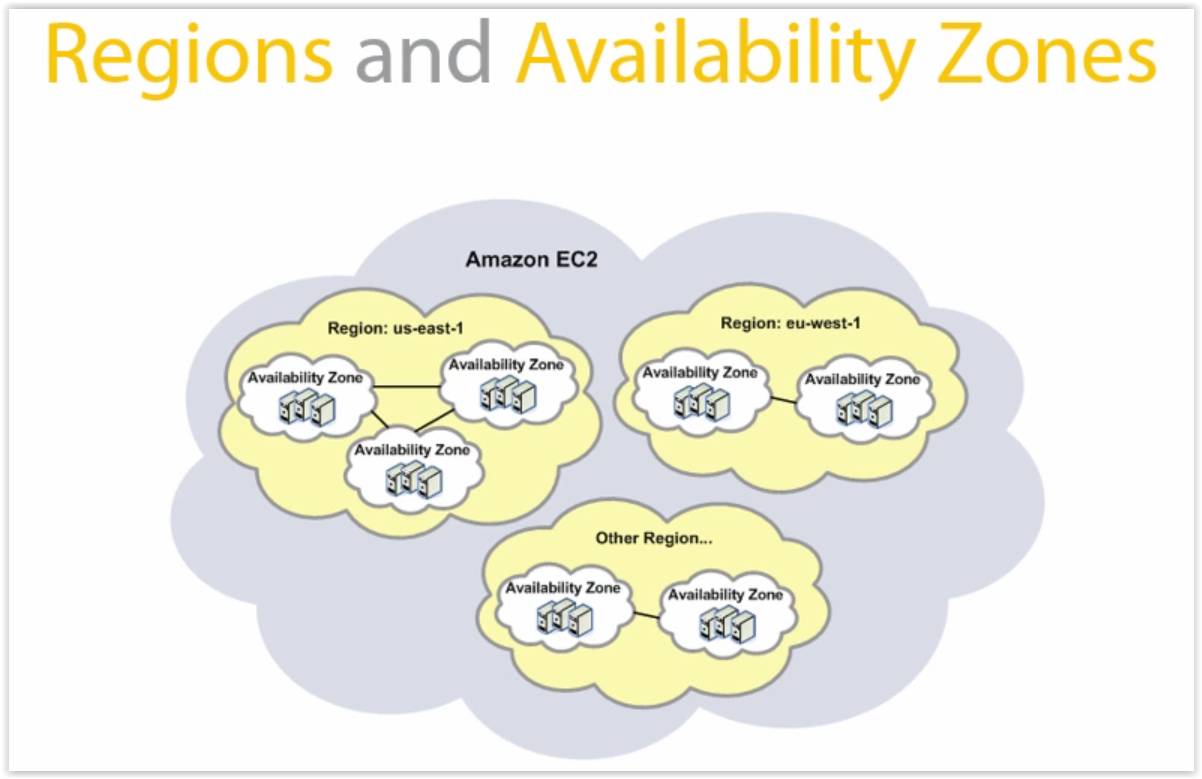 Regions and Availability Zones
Amazon EC2
Region: us-east-1
Availability Zone
Availability Zone
Availability Zone
Region: eu-west-1
Availability Zone
Availability Zone
Other Region...
Availability Zone
Availability Zone